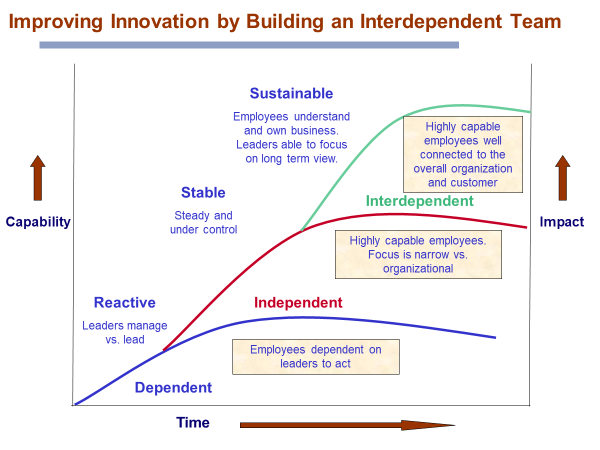 Improving Innovation by Building an Interdependent Team
Sustainable
Employees understand
and own business.
Leaders able to focus
on long term view.
Highly capable
employees well
connected to the
overall organization
and customer
Stable
Steady and
under control
Interdependent
Capability
Impact
Highly capable employees.
Focus is narrow vs.
organizational
Reactive
Leaders manage
vs. lead
Independent
Employees dependent on
leaders to act
Dependent
Time